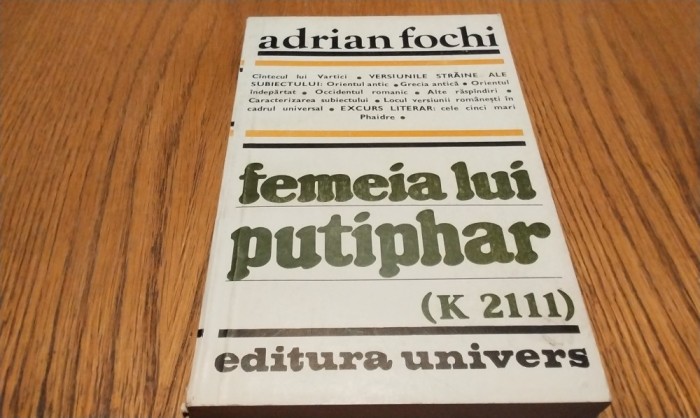 adrian fochi
Cîntecul lui Vartici • VERSIUNILE STRĂINE ALE
SUBIECTULUI: Orientul antic • Grecia antică • Orientul
îndepărtat • Occidentul romanic • Alte răspîndiri •
Caracterizarea subiectului • Locul versiunii românești în
cadrul universal • EXCURS LITERAR: cele cinci mari
Phaidre •
femeia lui
putiphar
(K 2111)
editura univers